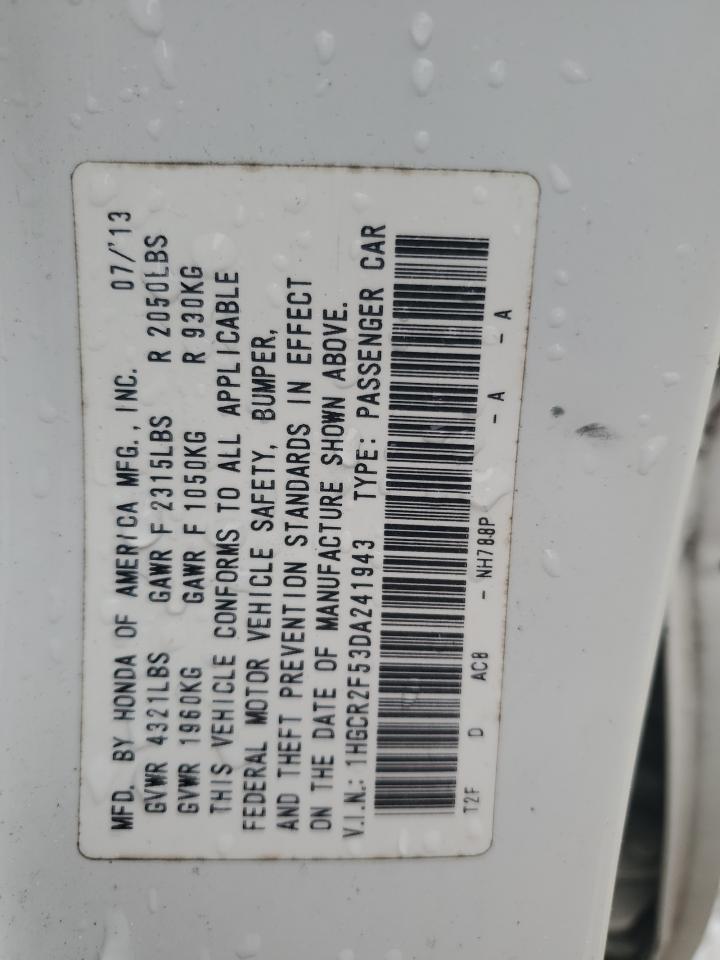 MFD. BY HONDA OF AMERICA MFG., INC. 07/'13
GVWR 4321LBS GAWR F 2315LBS R 2050LBS
GVWR 1960KG GAWR F 1050KG R 930KG
THIS VEHICLE CONFORMS TO ALL APPLICABLE
FEDERAL MOTOR VEHICLE SAFETY, BUMPER,
AND THEFT PREVENTION STANDARDS IN EFFECT
ON THE DATE OF MANUFACTURE SHOWN ABOVE.
V.I.N.: 1HGCR2F53DA241943 TYPE: PASSENGER CAR
T2F D AC8 - NH788P - A - A